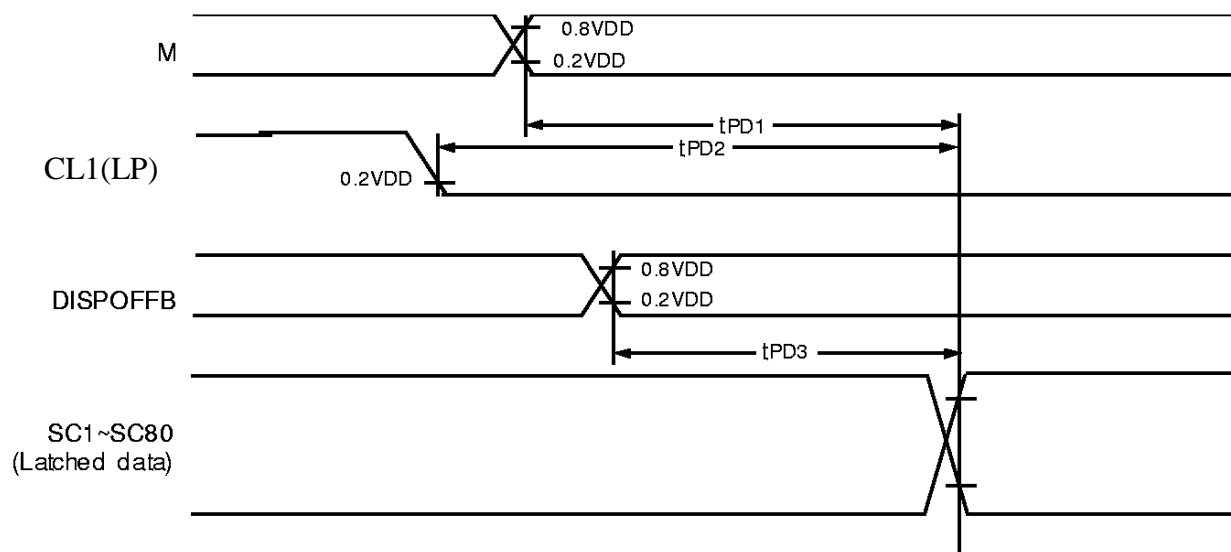 M
0.8VDD
0.2VDD
tPD1
tPD2
CL1(LP)
0.2VDD
DISPOFFB
0.8VDD
0.2VDD
tPD3
SC1~SC80
(Latched data)